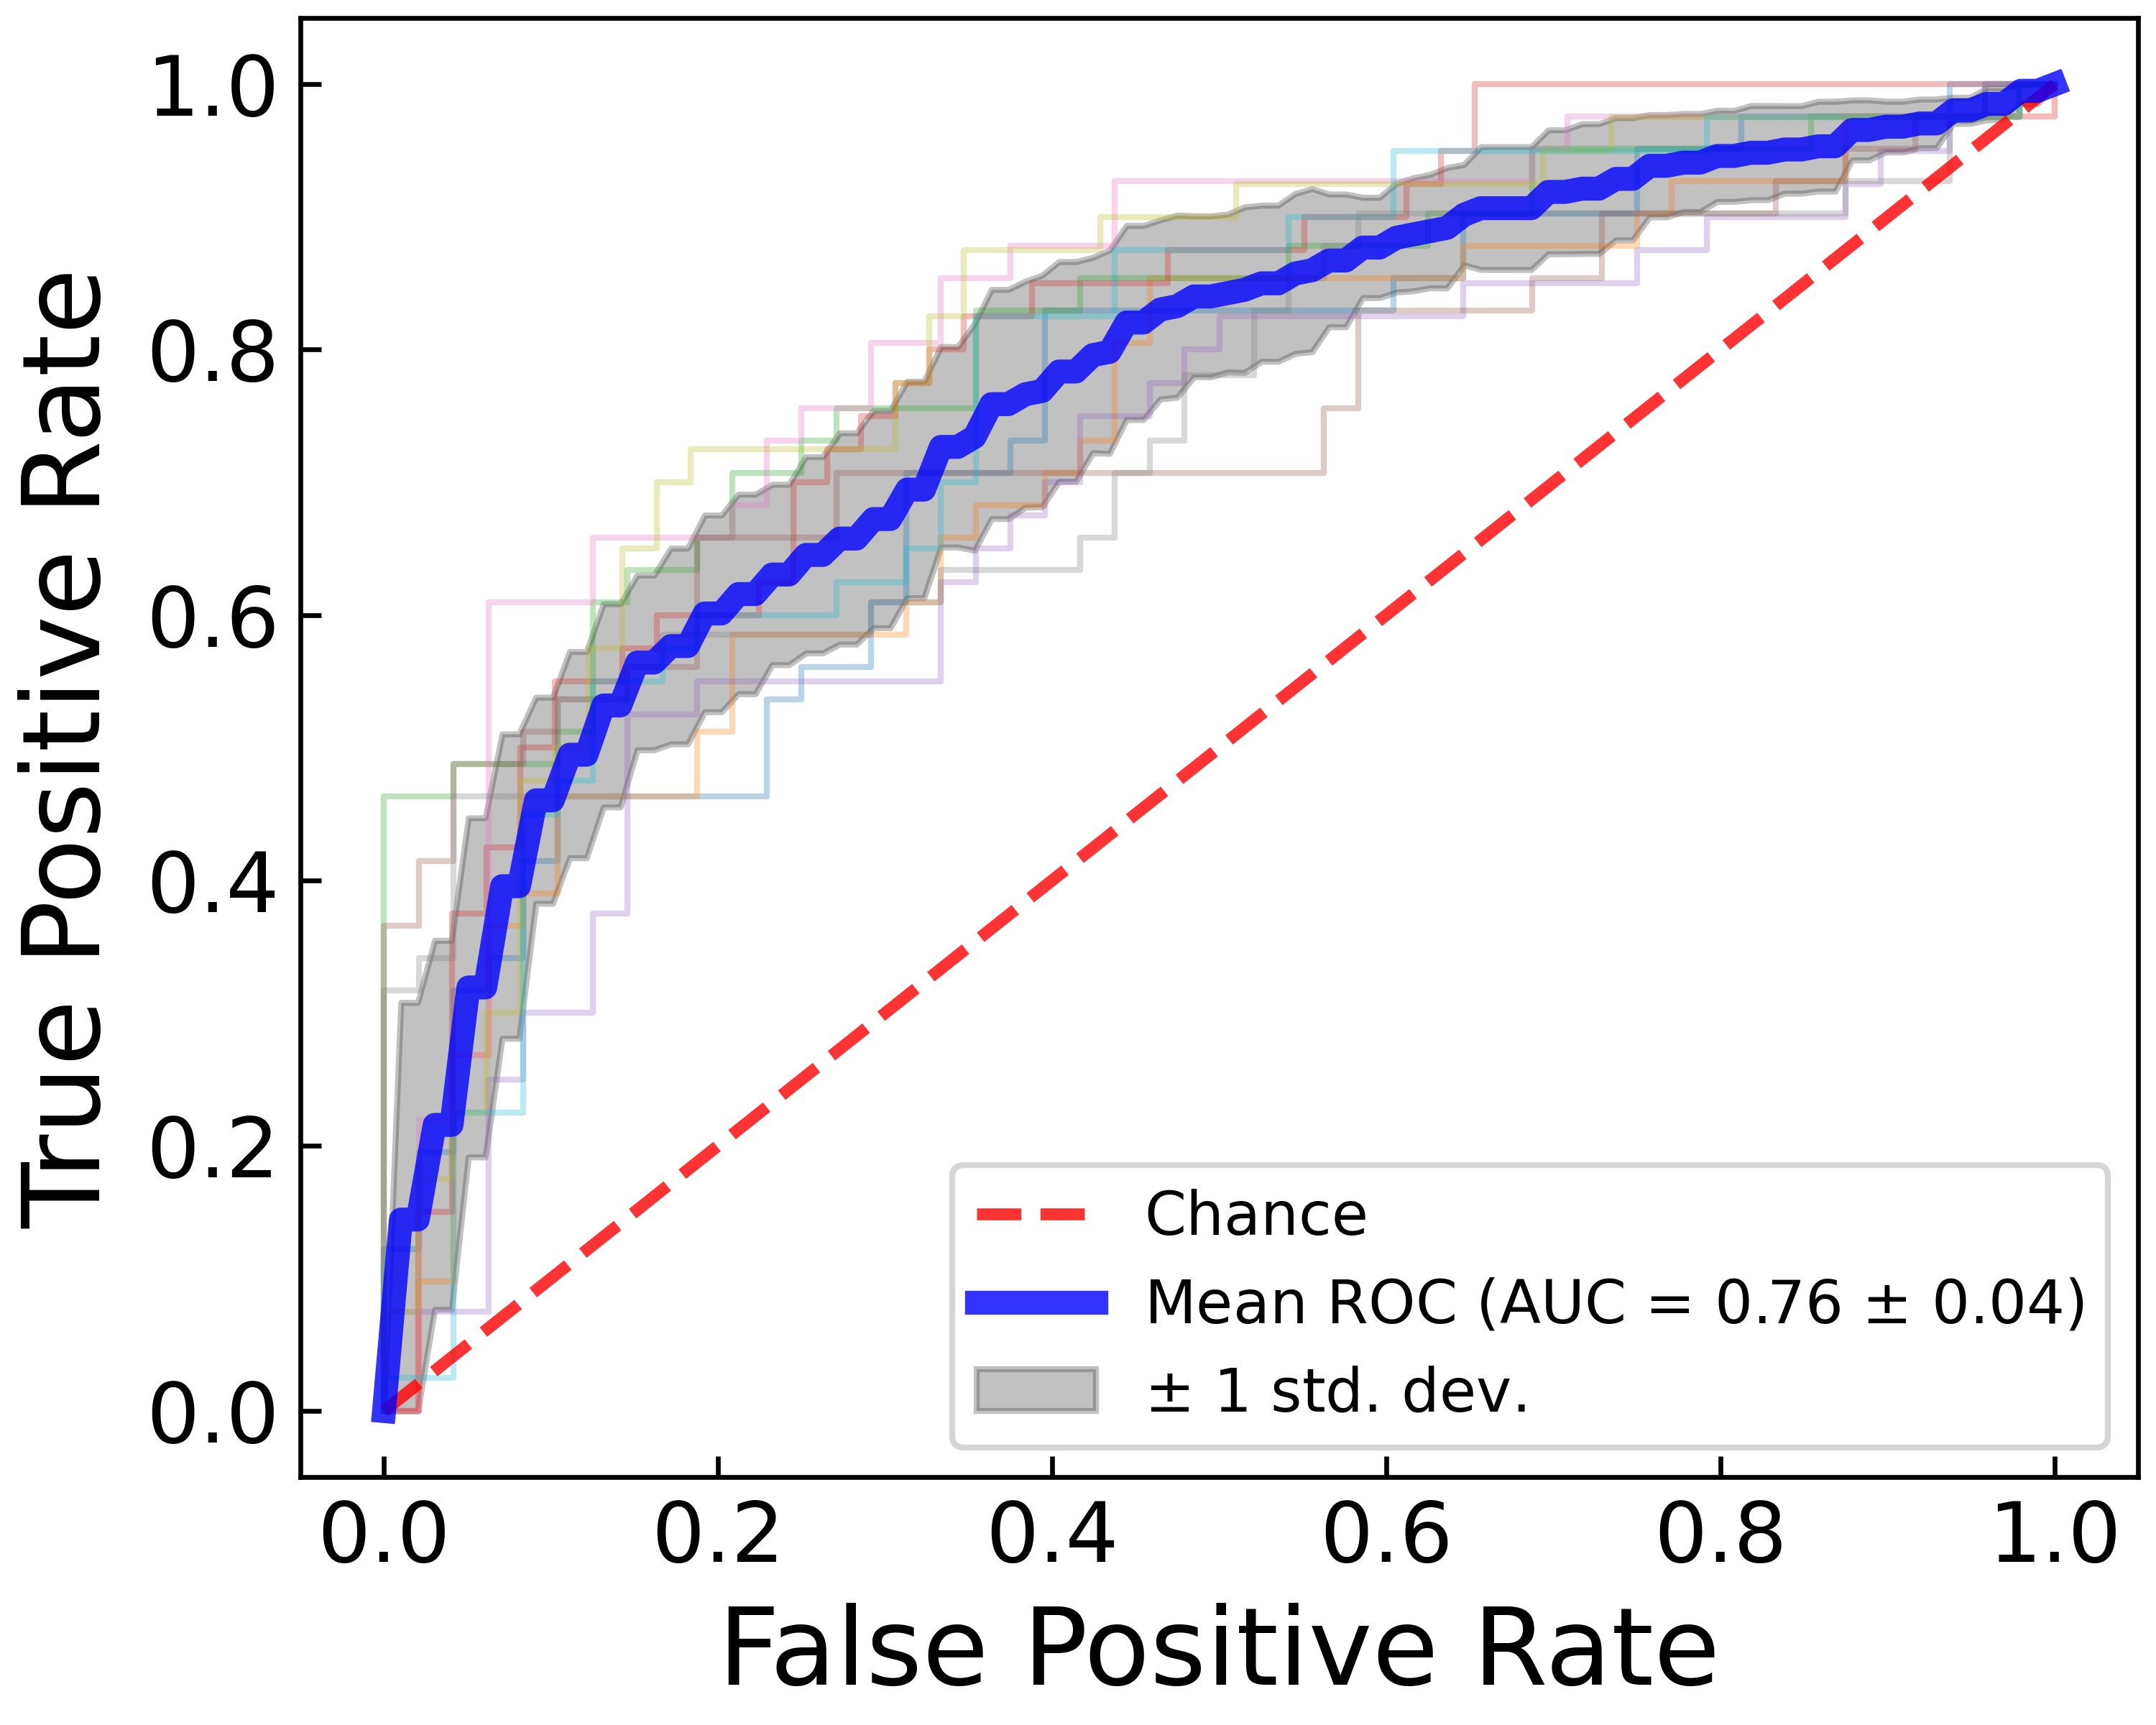 True Positive Rate
1.0
0.8
0.6
0.4
0.2
0.0
Chance
Mean ROC (AUC = 0.76 ± 0.04)
± 1 std. dev.
0.0 0.2 0.4 0.6 0.8 1.0
False Positive Rate